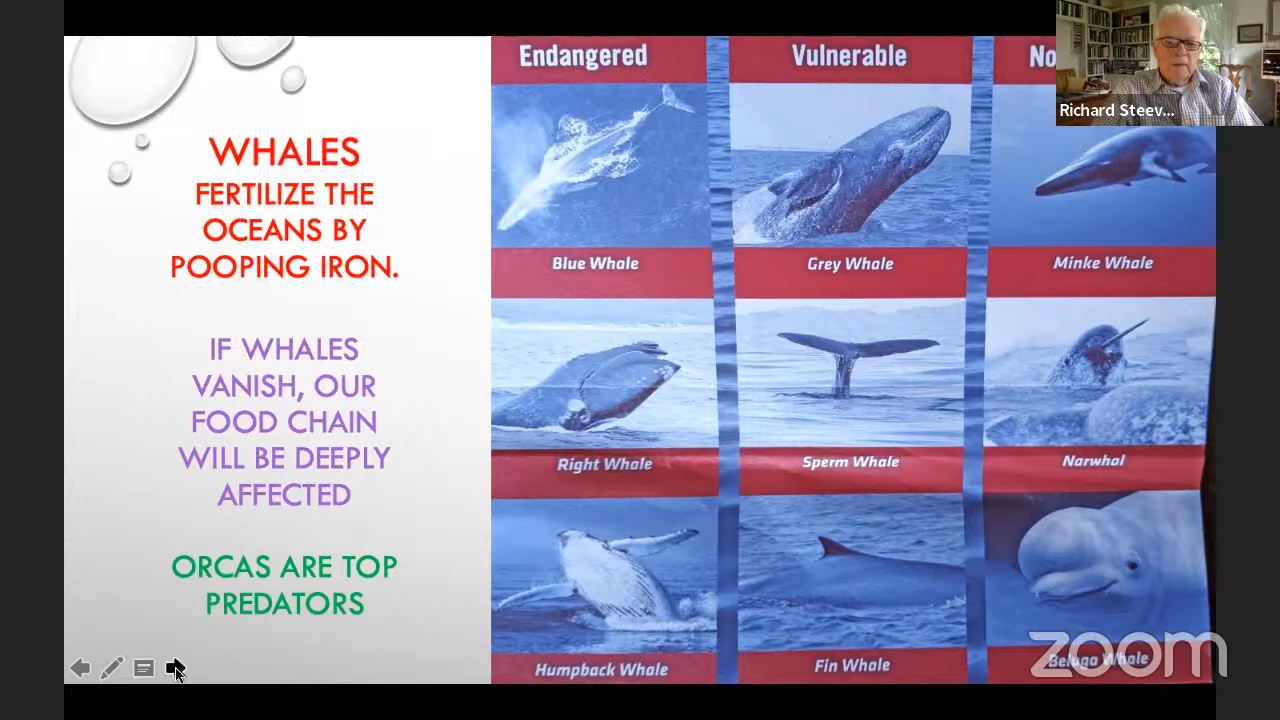 WHALES
FERTILIZE THE
OCEANS BY
POOPING IRON.
IF WHALES
VANISH, OUR
FOOD CHAIN
WILL BE DEEPLY
AFFECTED
ORCAS ARE TOP
PREDATORS
Endangered
Vulnerable
No
Blue Whale
Grey Whale
Minke Whale
Right Whale
Sperm Whale
Narwhal
Humpback Whale
Fin Whale
Beluga Whale
Richard Steev...
zoom